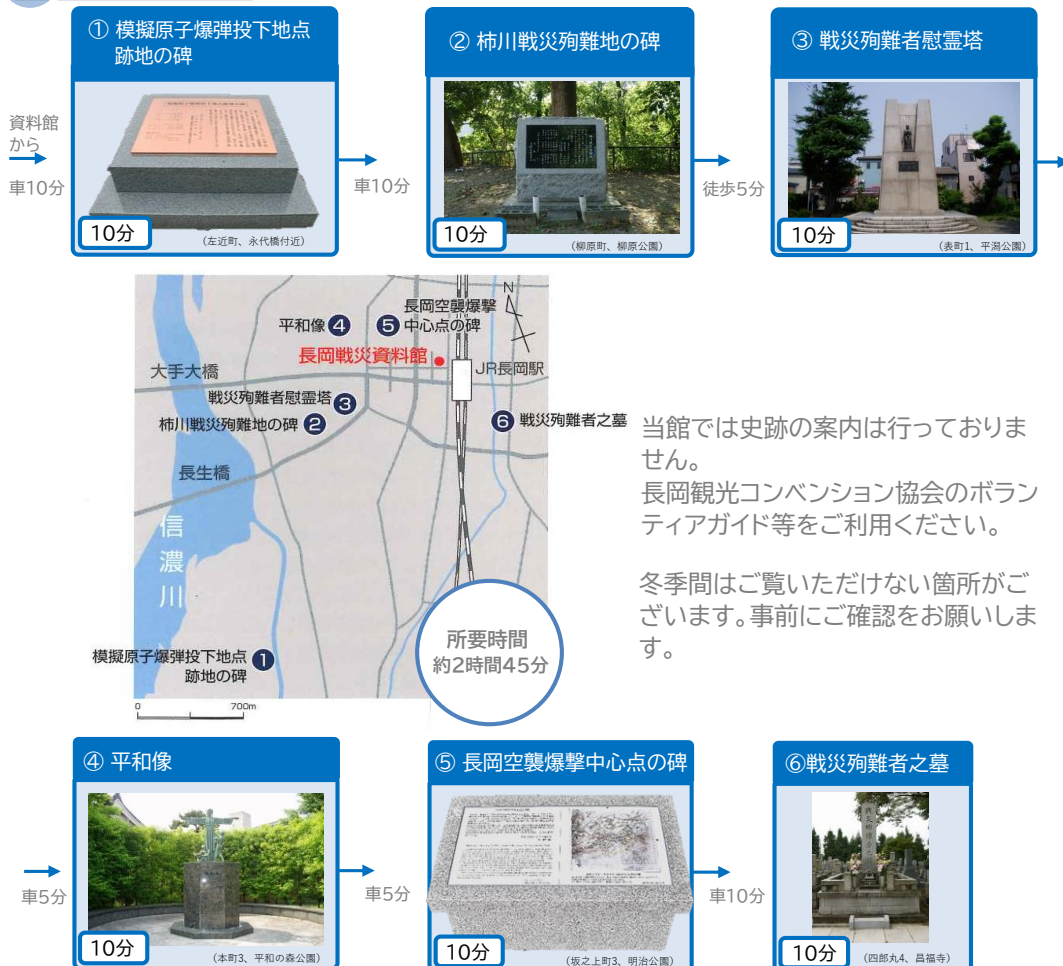 ① 模擬原子爆弾投下地点
跡地の碑
② 柿川戦災殉難地の碑
③ 戦災殉難者慰霊塔
資料館
から
車10分
10分
（左近町、永代橋付近）
車10分
10分
（柳原町、柳原公園）
徒歩5分
10分
（表町1、平潟公園）
N
長岡空襲爆撃
中心点の碑
平和像 4
5
長岡戦災資料館
JR長岡駅
大手大橋
戦災殉難者慰霊塔 3
柿川戦災殉難地の碑 2
6 戦災殉難者之墓
長生橋
信濃川
模擬原子爆弾投下地点 1
跡地の碑
0 700m
所要時間
約2時間45分
当館では史跡の案内は行っておりま
せん。
長岡観光コンベンション協会のボラン
ティアガイド等をご利用ください。
冬季間はご覧いただけない箇所がご
ざいます。事前にご確認をお願いしま
す。
④ 平和像
⑤ 長岡空襲爆撃中心点の碑
⑥戦災殉難者之墓
車5分
10分
（本町3、平和の森公園）
車5分
10分
（坂之上町3、明治公園）
車10分
10分
（四郎丸4、昌福寺）